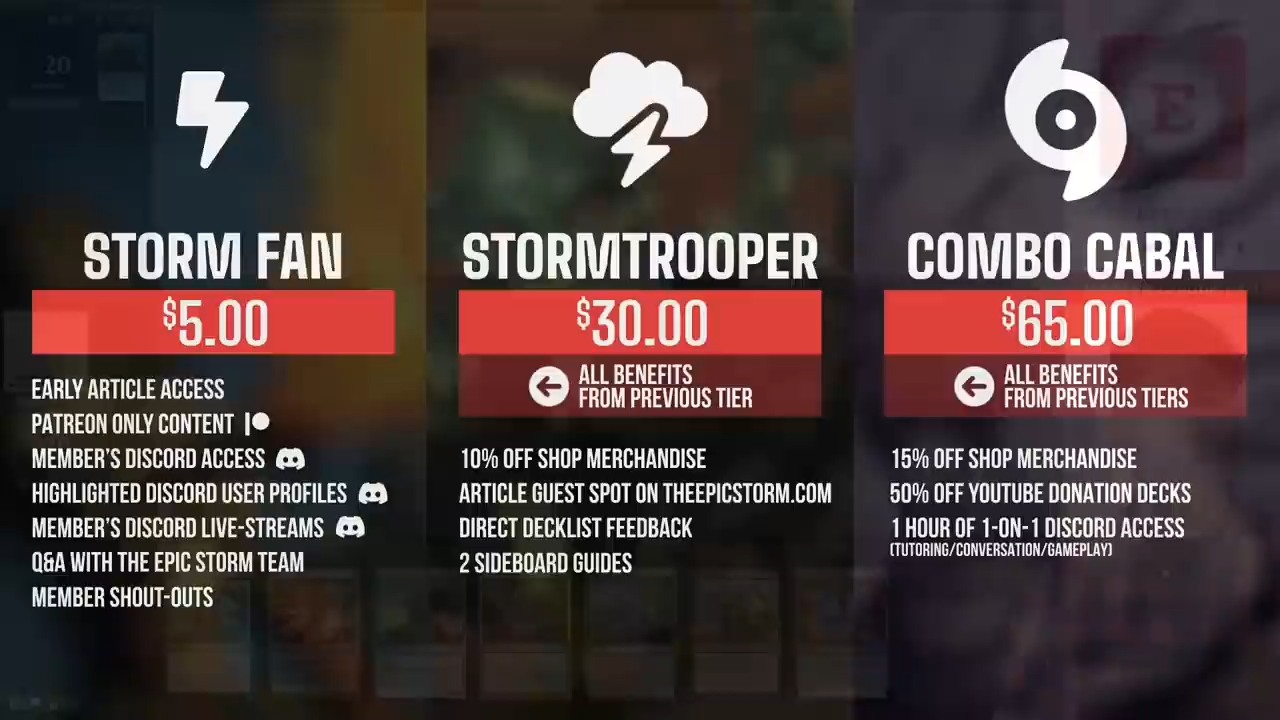 STORM FAN
$5.00
EARLY ARTICLE ACCESS
PATREON ONLY CONTENT
MEMBER'S DISCORD ACCESS
HIGHLIGHTED DISCORD USER PROFILES
MEMBER'S DISCORD LIVE-STREAMS
Q&A WITH THE EPIC STORM TEAM
MEMBER SHOUT-OUTS
STORMTROOPER
$30.00
ALL BENEFITS
FROM PREVIOUS TIER
10% OFF SHOP MERCHANDISE
ARTICLE GUEST SPOT ON THEEPICSTORM.COM
DIRECT DECKLIST FEEDBACK
2 SIDEBOARD GUIDES
COMBO CABAL
$65.00
ALL BENEFITS
FROM PREVIOUS TIERS
15% OFF SHOP MERCHANDISE
50% OFF YOUTUBE DONATION DECKS
1 HOUR OF 1-ON-1 DISCORD ACCESS
(TUTORING/CONVERSATION/GAMEPLAY)
20
E